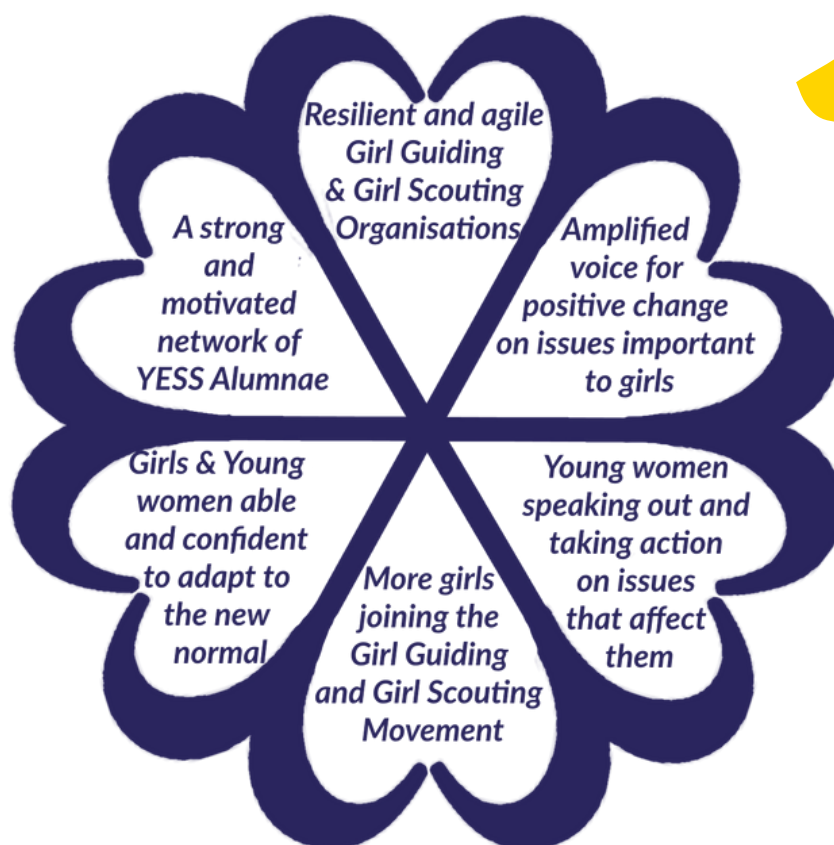 Resilient and agile
Girl Guiding
& Girl Scouting
Organisations
Amplified
voice for
positive change
on issues important
to girls
Young women
speaking out and
taking action
on issues
that affect
them
More girls
joining the
Girl Guiding
and Girl Scouting
Movement
Girls & Young
women able
and confident
to adapt to
the new
normal
A strong
and
motivated
network of
YESS Alumnae